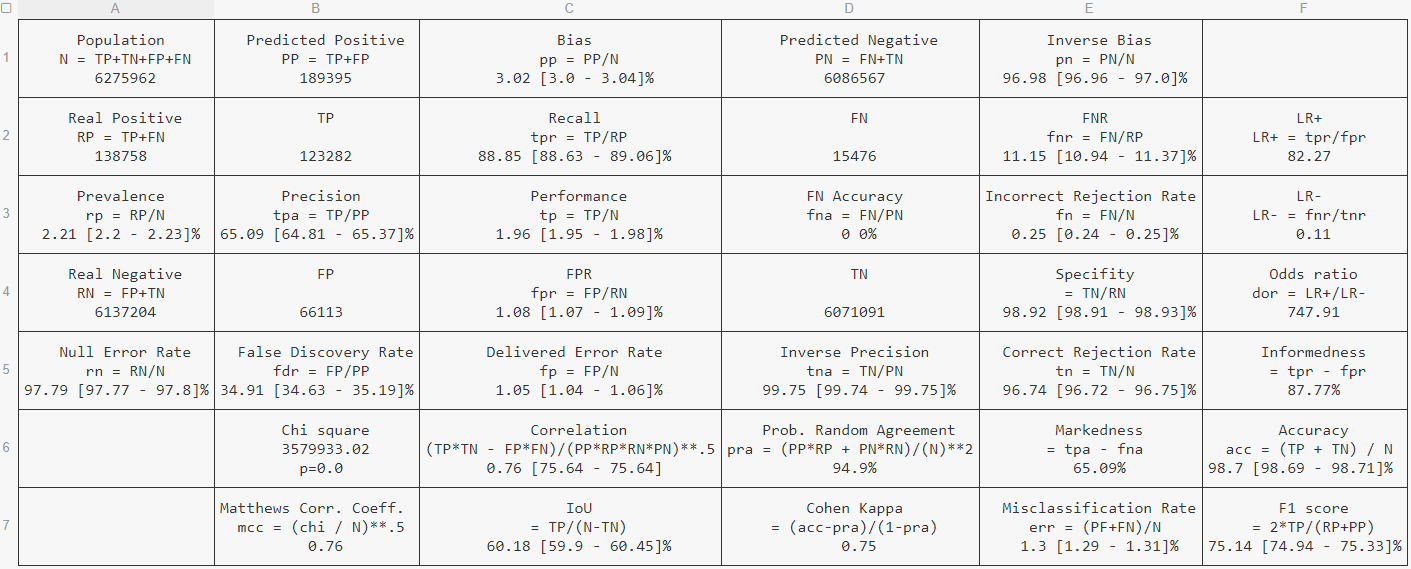 A B C D E F
1
Population
N = TP+TN+FP+FN
6275962
Predicted Positive
PP = TP+FP
189395
Bias
pp = PP/N
3.02 [3.0 - 3.04]%
Predicted Negative
PN = FN+TN
6086567
Inverse Bias
pn = PN/N
96.98 [96.96 - 97.0]%
2
Real Positive
RP = TP+FN
138758
TP
123282
Recall
tpr = TP/RP
88.85 [88.63 - 89.06]%
FN
15476
FNR
fnr = FN/RP
11.15 [10.94 - 11.37]%
LR+
LR+ = tpr/fpr
82.27
3
Prevalence
rp = RP/N
2.21 [2.2 - 2.23]%
Precision
tpa = TP/PP
65.09 [64.81 - 65.37]%
Performance
tp = TP/N
1.96 [1.95 - 1.98]%
FN Accuracy
fna = FN/PN
0 0%
Incorrect Rejection Rate
fn = FN/N
0.25 [0.24 - 0.25]%
LR-
LR- = fnr/tnr
0.11
4
Real Negative
RN = FP+TN
6137204
FP
66113
FPR
fpr = FP/RN
1.08 [1.07 - 1.09]%
TN
6071091
Specifity
= TN/RN
98.92 [98.91 - 98.93]%
Odds ratio
dor = LR+/LR-
747.91
5
Null Error Rate
rn = RN/N
97.79 [97.77 - 97.8]%
False Discovery Rate
fdr = FP/PP
34.91 [34.63 - 35.19]%
Delivered Error Rate
fp = FP/N
1.05 [1.04 - 1.06]%
Inverse Precision
tna = TN/PN
99.75 [99.74 - 99.75]%
Correct Rejection Rate
tn = TN/N
96.74 [96.72 - 96.75]%
Informedness
= tpr - fpr
87.77%
6
Chi square
3579933.02
p=0.0
Correlation
(TP*TN - FP*FN)/(PP*RP*RN*PN)**.5
0.76 [75.64 - 75.64]
Prob. Random Agreement
pra = (PP*RP + PN*RN)/(N)**2
94.9%
Markedness
= tpa - fna
65.09%
Accuracy
acc = (TP + TN) / N
98.7 [98.69 - 98.71]%
7
Matthews Corr. Coeff.
mcc = (chi / N)**.5
0.76
IoU
= TP/(N-TN)
60.18 [59.9 - 60.45]%
Cohen Kappa
= (acc-pra)/(1-pra)
0.75
Misclassification Rate
err = (PF+FN)/N
1.3 [1.29 - 1.31]%
F1 score
= 2*TP/(RP+PP)
75.14 [74.94 - 75.33]%